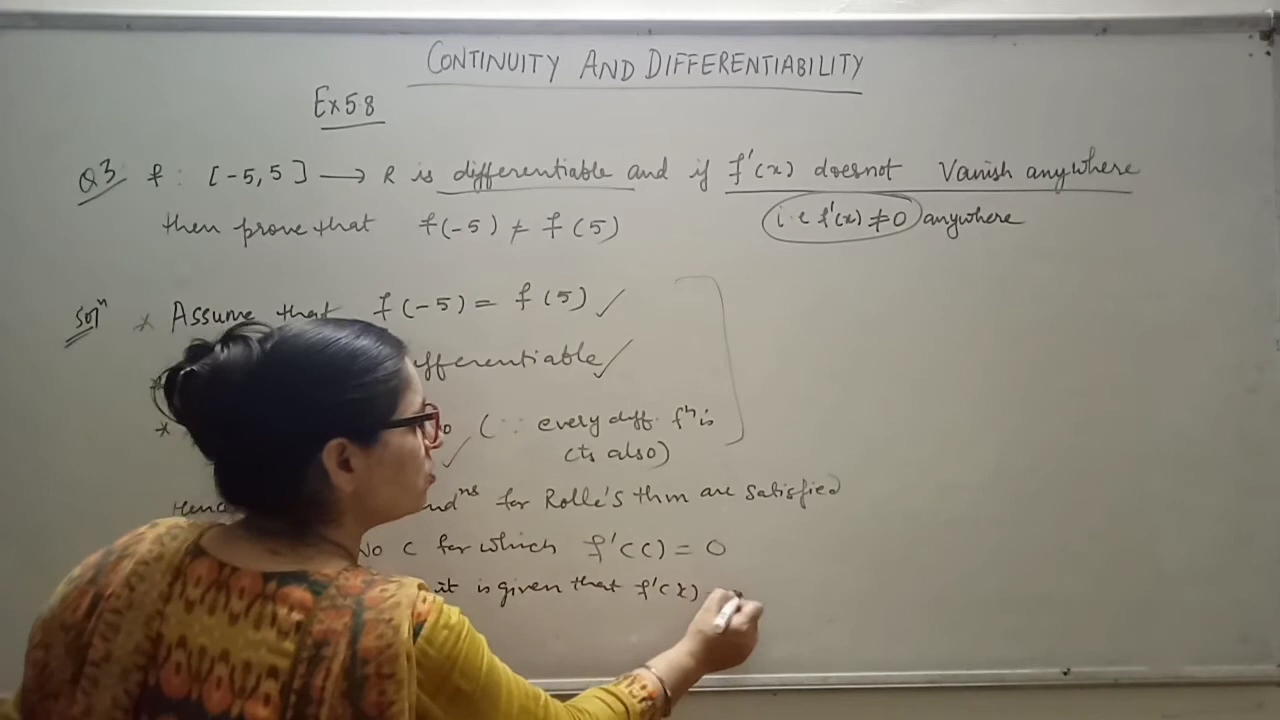 CONTINUITY AND DIFFERENTIABILITY
Ex 5.8
Q3. f : [-5, 5] → R is differentiable and if f'(x) doesnot Vanish anywhere
i.e f'(x) ≠ 0 anywhere
then prove that f(-5) ≠ f(5)
Solⁿ * Assume that f(-5) = f(5) ✓
* fferentiable ✓
* (∵ every diff. fⁿ is
cts also) ✓
Henc ndⁿˢ for Rolle's thm are satisfied
No c for which f'(c) = 0
it is given that f'(x)